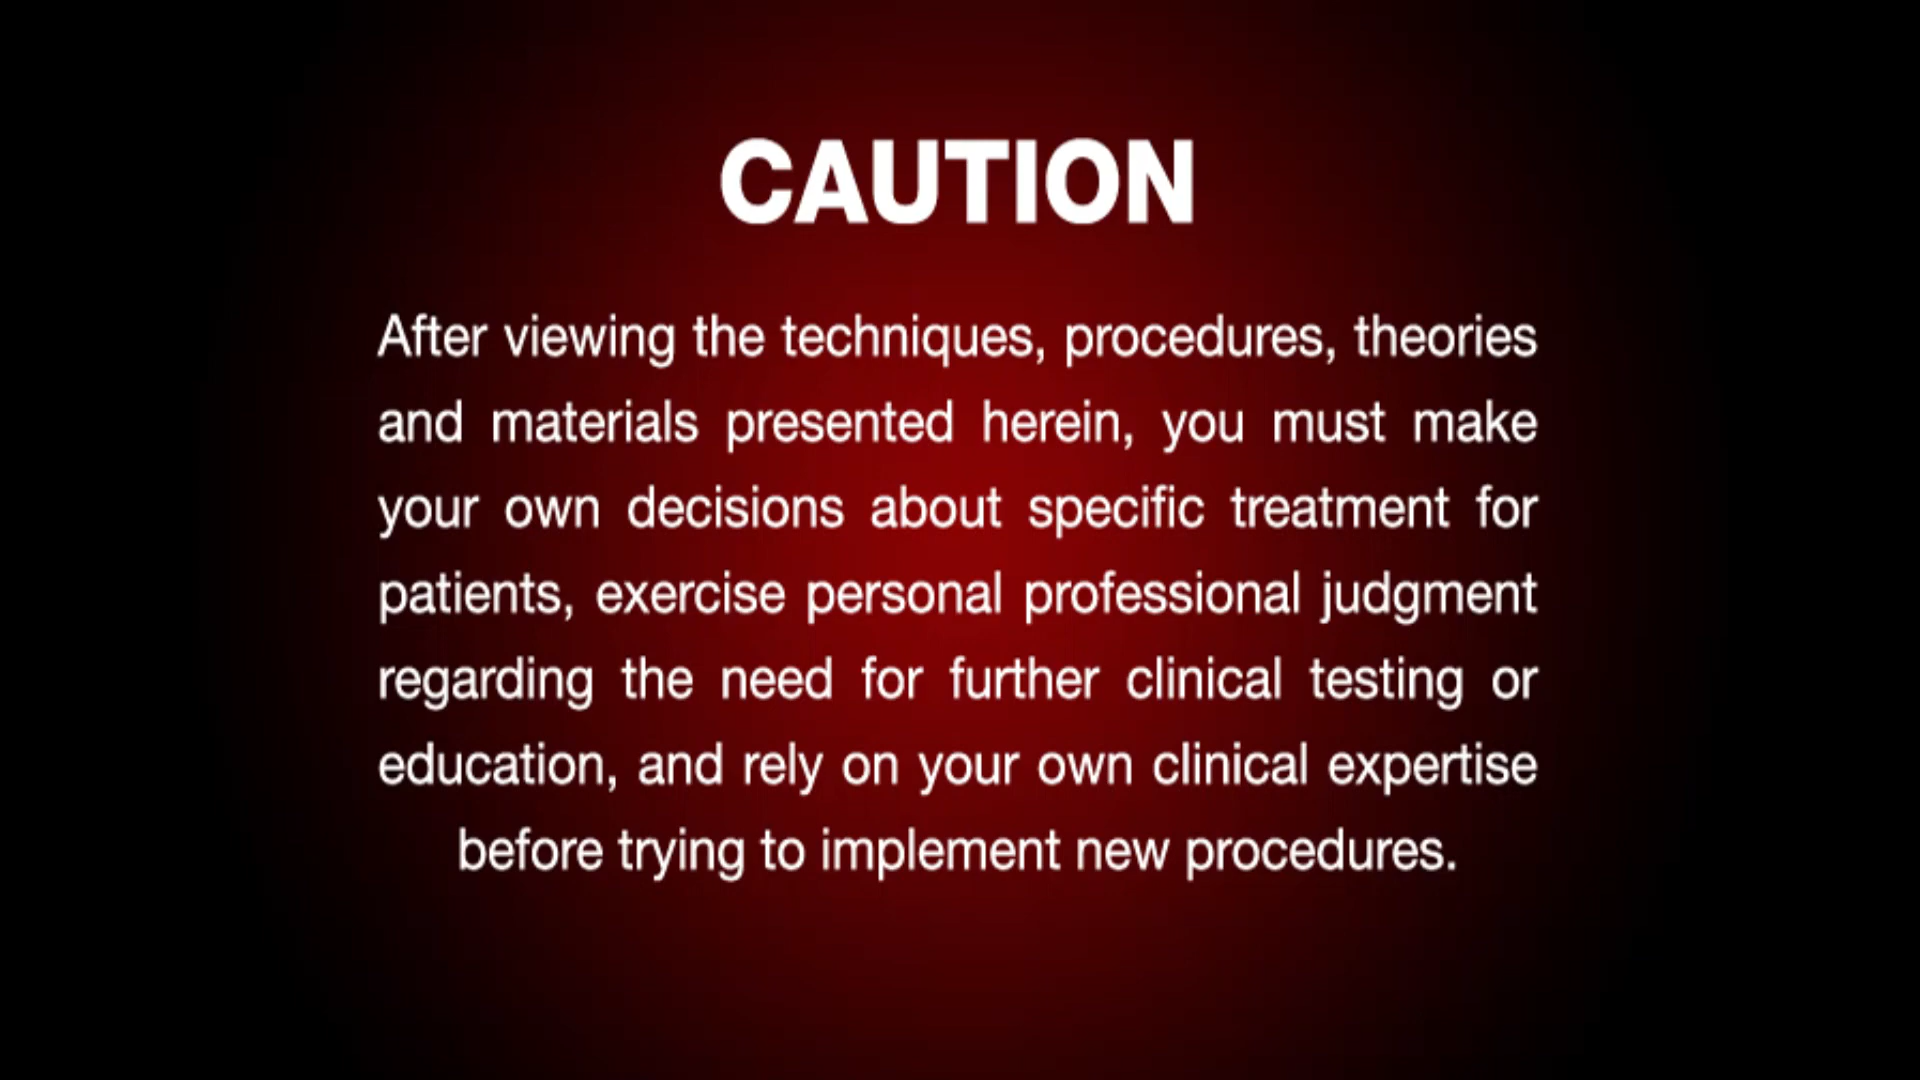 CAUTION
After viewing the techniques, procedures, theories
and materials presented herein, you must make
your own decisions about specific treatment for
patients, exercise personal professional judgment
regarding the need for further clinical testing or
education, and rely on your own clinical expertise
before trying to implement new procedures.